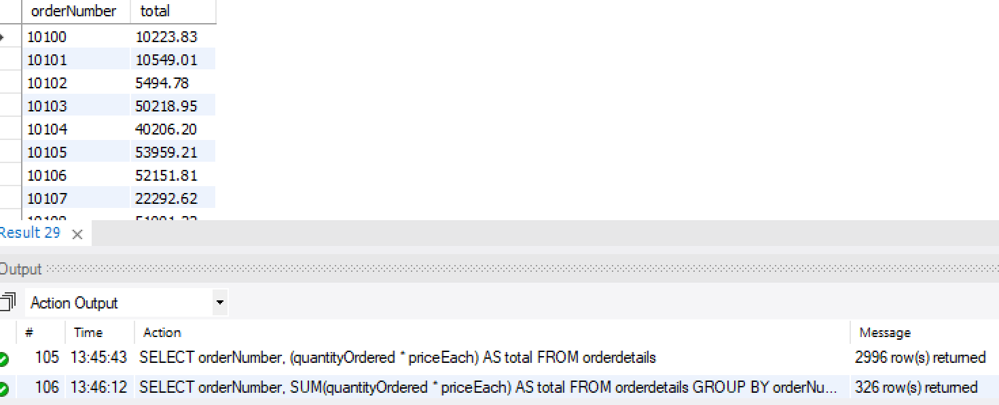 orderNumber total
10100 10223.83
10101 10549.01
10102 5494.78
10103 50218.95
10104 40206.20
10105 53959.21
10106 52151.81
10107 22292.62
Result 29
Output
Action Output
# Time Action Message
105 13:45:43 SELECT orderNumber, (quantityOrdered * priceEach) AS total FROM orderdetails 2996 row(s) returned
106 13:46:12 SELECT orderNumber, SUM(quantityOrdered * priceEach) AS total FROM orderdetails GROUP BY orderNu... 326 row(s) returned